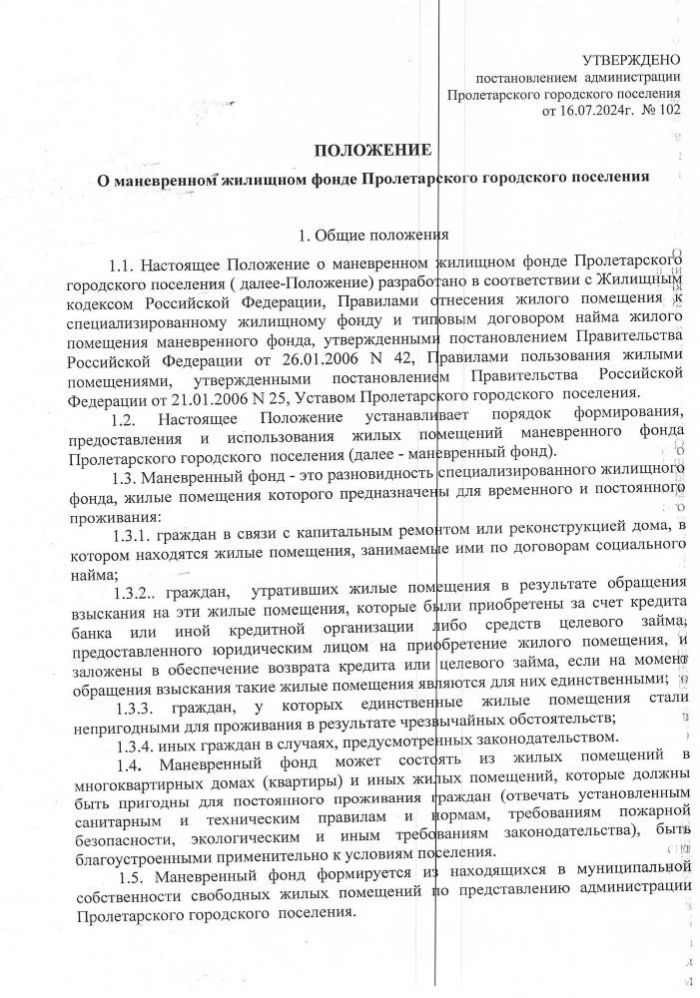 УТВЕРЖДЕНО
постановлением администрации
Пролетарского городского поселения
от 16.07.2024г. № 102
ПОЛОЖЕНИЕ
О маневренном жилищном фонде Пролетарского городского поселения
1. Общие положения
1.1. Настоящее Положение о маневренном жилищном фонде Пролетарского
городского поселения ( далее-Положение) разработано в соответствии с Жилищным
кодексом Российской Федерации, Правилами отнесения жилого помещения к
специализированному жилищному фонду и типовым договором найма жилого
помещения маневренного фонда, утвержденными постановлением Правительства
Российской Федерации от 26.01.2006 N 42, Правилами пользования жилыми
помещениями, утвержденными постановлением Правительства Российской
Федерации от 21.01.2006 N 25, Уставом Пролетарского городского поселения.
1.2. Настоящее Положение устанавливает порядок формирования,
предоставления и использования жилых помещений маневренного фонда
Пролетарского городского поселения (далее - маневренный фонд).
1.3. Маневренный фонд - это разновидность специализированного жилищного
фонда, жилые помещения которого предназначены для временного и постоянного
проживания:
1.3.1. граждан в связи с капитальным ремонтом или реконструкцией дома, в
котором находятся жилые помещения, занимаемые ими по договорам социального
найма;
1.3.2.. граждан, утративших жилые помещения в результате обращения
взыскания на эти жилые помещения, которые были приобретены за счет кредита
банка или иной кредитной организации либо средств целевого займа,
предоставленного юридическим лицом на приобретение жилого помещения, и
заложены в обеспечение возврата кредита или целевого займа, если на момент
обращения взыскания такие жилые помещения являются для них единственными;
1.3.3. граждан, у которых единственные жилые помещения стали
непригодными для проживания в результате чрезвычайных обстоятельств;
1.3.4. иных граждан в случаях, предусмотренных законодательством.
1.4. Маневренный фонд может состоять из жилых помещений в
многоквартирных домах (квартиры) и иных жилых помещений, которые должны
быть пригодны для постоянного проживания граждан (отвечать установленным
санитарным и техническим правилам и нормам, требованиям пожарной
безопасности, экологическим и иным требованиям законодательства), быть
благоустроенными применительно к условиям поселения.
1.5. Маневренный фонд формируется из находящихся в муниципальной
собственности свободных жилых помещений по представлению администрации
Пролетарского городского поселения.